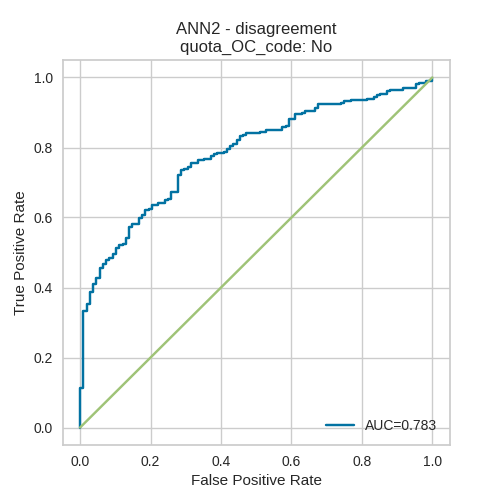 ANN2 - disagreement
quota_OC_code: No
True Positive Rate
1.0
0.8
0.6
0.4
0.2
0.0
AUC=0.783
0.0 0.2 0.4 0.6 0.8 1.0
False Positive Rate